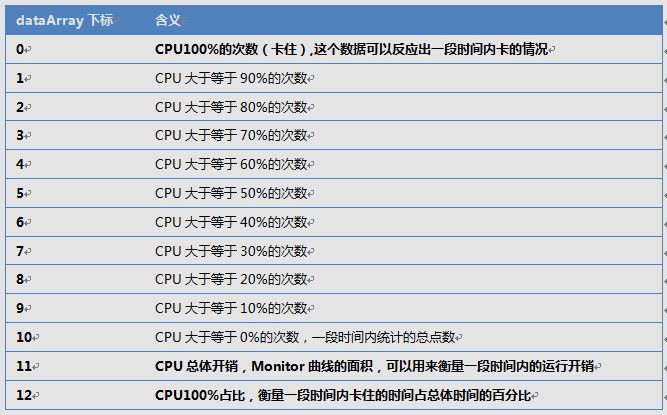 dataArray 下标 含义
0 CPU100%的次数（卡住）,这个数据可以反应出一段时间内卡的情况
1 CPU 大于等于 90%的次数
2 CPU 大于等于 80%的次数
3 CPU 大于等于 70%的次数
4 CPU 大于等于 60%的次数
5 CPU 大于等于 50%的次数
6 CPU 大于等于 40%的次数
7 CPU 大于等于 30%的次数
8 CPU 大于等于 20%的次数
9 CPU 大于等于 10%的次数
10 CPU 大于等于 0%的次数，一段时间内统计的总点数
11 CPU 总体开销，Monitor 曲线的面积，可以用来衡量一段时间内的运行开销
12 CPU100%占比，衡量一段时间内卡住的时间占总体时间的百分比